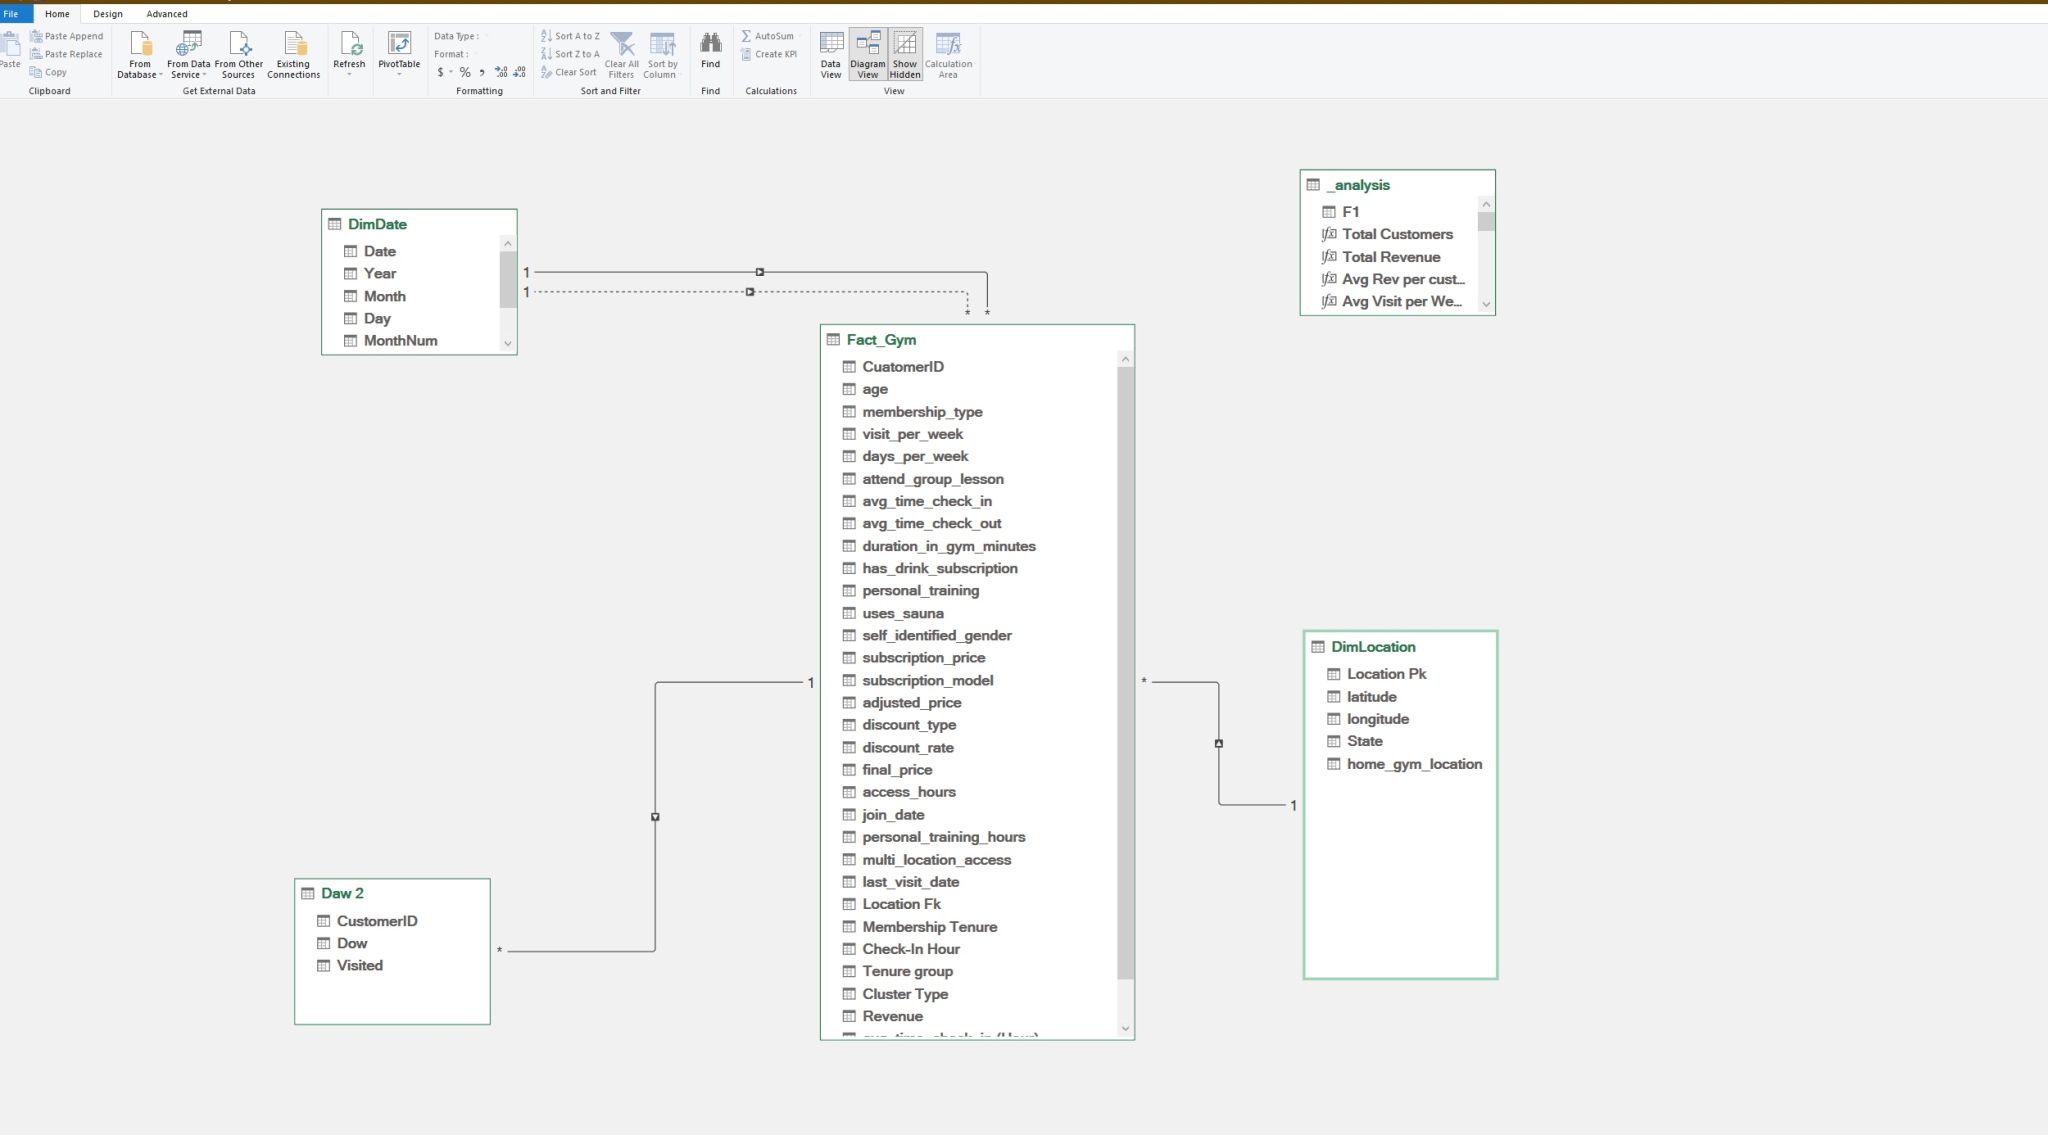 File Home Design Advanced
Paste
Paste Append
Paste Replace
Copy
Clipboard
From Database
From Data Service
From Other Sources
Existing Connections
Get External Data
Refresh
PivotTable
Data Type :
Format :
$ % , .00 .00
Formatting
Sort A to Z
Sort Z to A
Clear Sort
Clear All Filters
Sort by Column
Sort and Filter
Find
Find
AutoSum
Create KPI
Calculations
Data View
Diagram View
Show Hidden
Calculation Area
View
DimDate
Date
Year
Month
Day
MonthNum
1
1
* *
_analysis
F1
Total Customers
Total Revenue
Avg Rev per cust...
Avg Visit per We...
Fact_Gym
CuatomerID
age
membership_type
visit_per_week
days_per_week
attend_group_lesson
avg_time_check_in
avg_time_check_out
duration_in_gym_minutes
has_drink_subscription
personal_training
uses_sauna
self_identified_gender
subscription_price
subscription_model
adjusted_price
discount_type
discount_rate
final_price
access_hours
join_date
personal_training_hours
multi_location_access
last_visit_date
Location Fk
Membership Tenure
Check-In Hour
Tenure group
Cluster Type
Revenue
1
*
DimLocation
Location Pk
latitude
longitude
State
home_gym_location
1
Daw 2
CustomerID
Dow
Visited
*